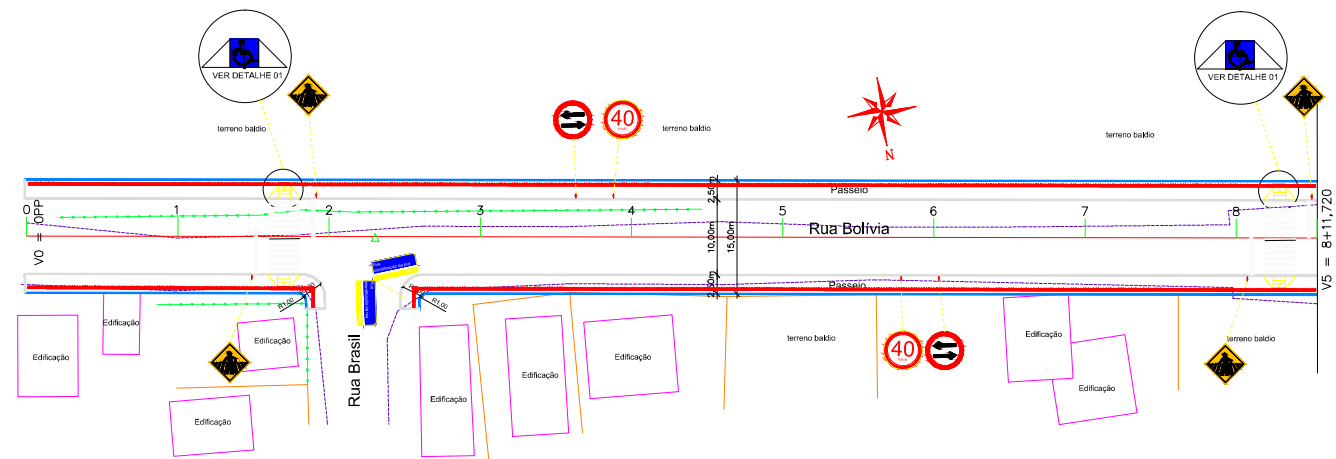 VER DETALHE 01
VER DETALHE 01
terreno baldio
40
terreno baldio
terreno baldio
N
2,50m
Passeio
0
1
2
3
4
5
6
7
8
V0 = 0PP
10,00m
15,00m
Rua Bolívia
V5 = 8+11,720
2,50m
Passeio
R1.00
R1.00
Rua Brasil
Edificação
Edificação
Edificação
Edificação
Edificação
Edificação
Edificação
terreno baldio
40
Edificação
Edificação
terreno baldio